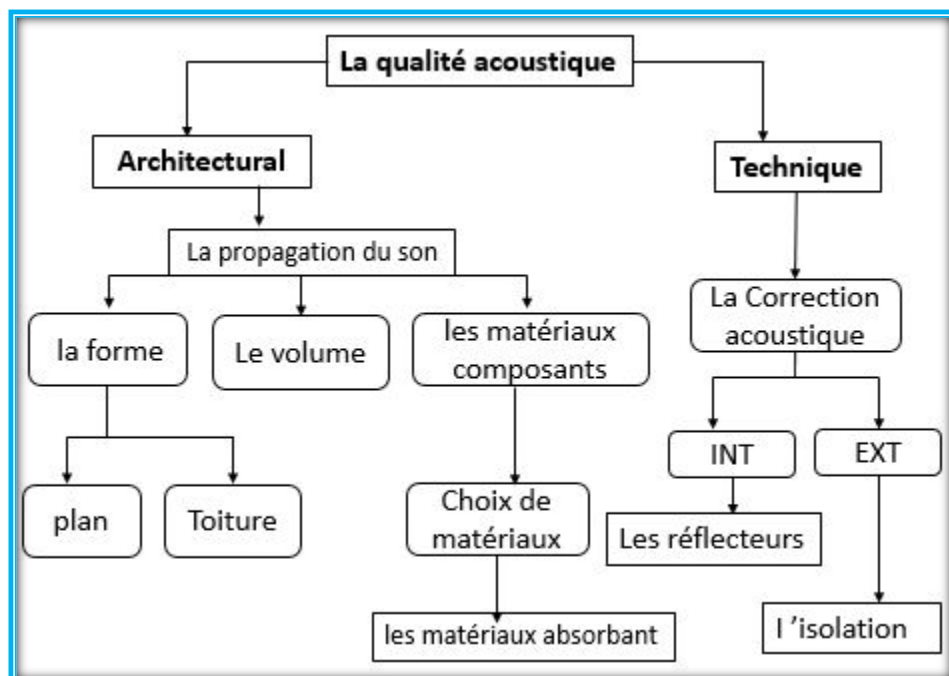 La qualité acoustique
Architectural
Technique
La propagation du son
La Correction
acoustique
la forme
Le volume
les matériaux
composants
INT
EXT
plan
Toiture
Choix de
matériaux
Les réflecteurs
les matériaux absorbant
l ’isolation